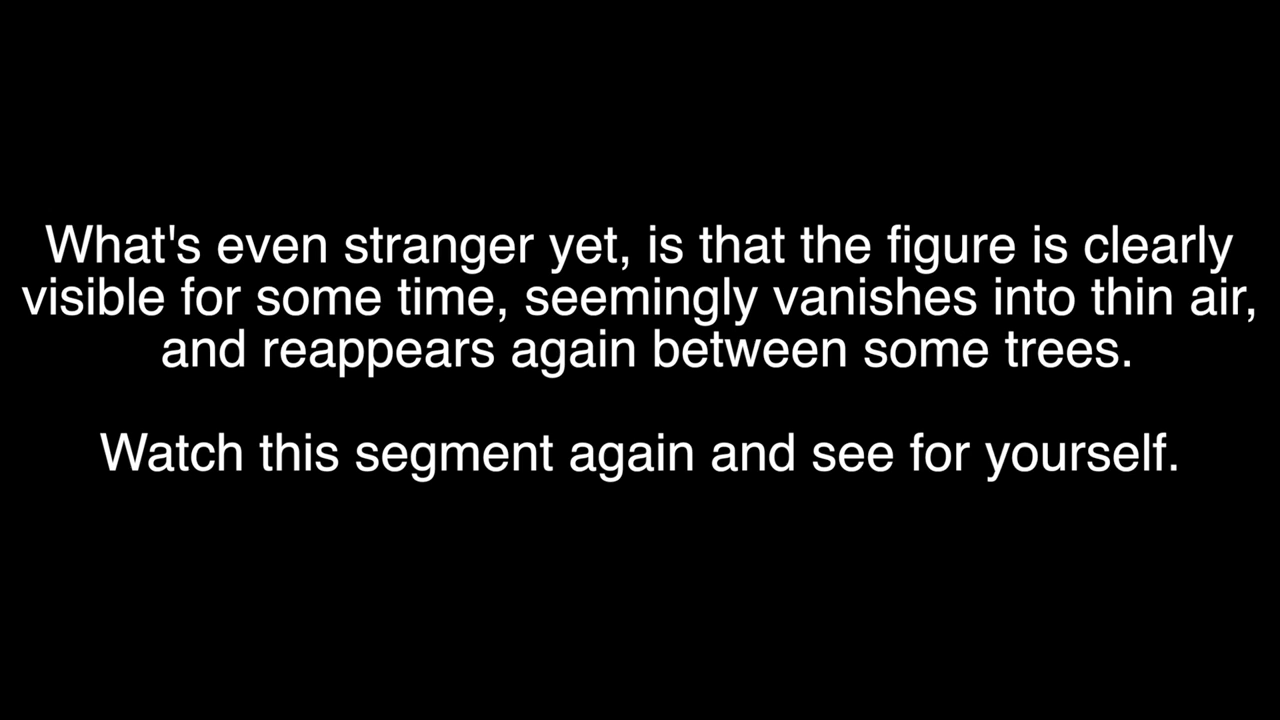 What's even stranger yet, is that the figure is clearly
visible for some time, seemingly vanishes into thin air,
and reappears again between some trees.
Watch this segment again and see for yourself.